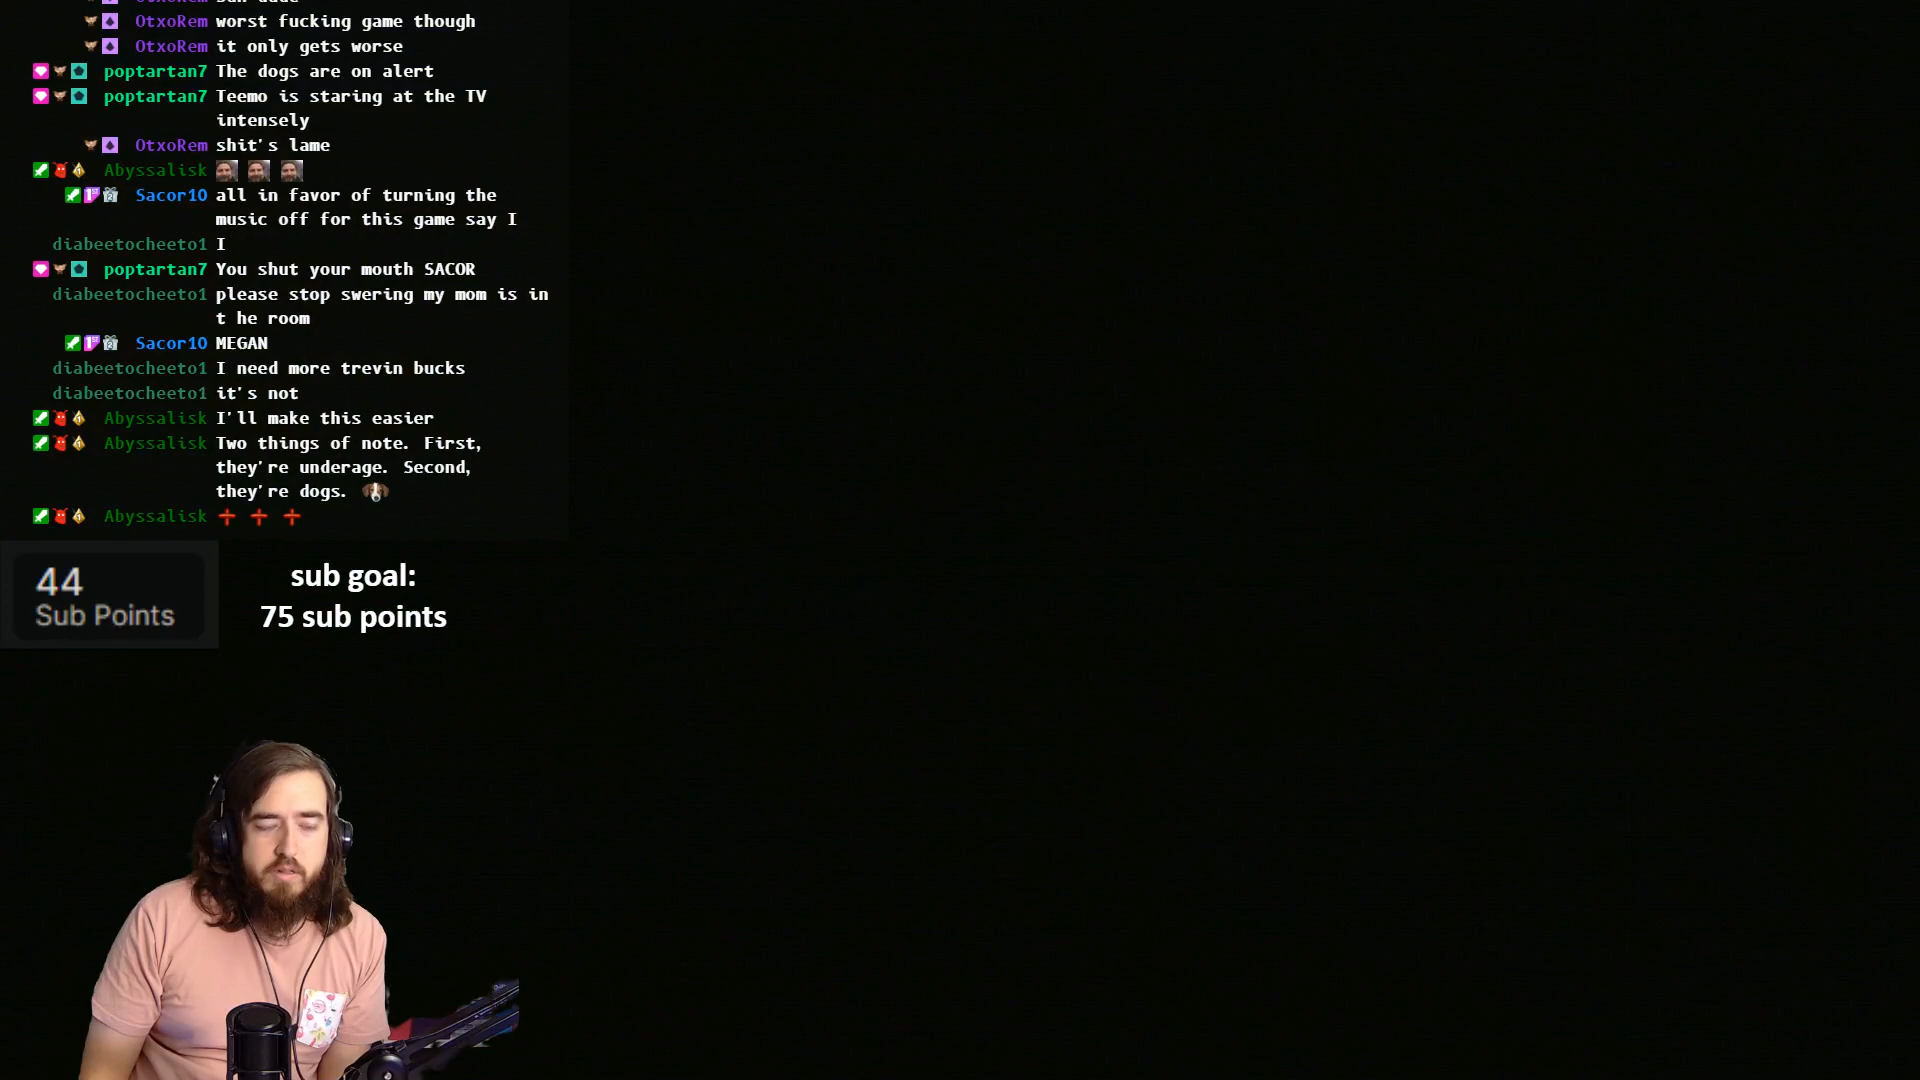 OtxoRem worst fucking game though
OtxoRem it only gets worse
poptartan7 The dogs are on alert
poptartan7 Teemo is staring at the TV
intensely
OtxoRem shit's lame
Abyssalisk
Sacor10 all in favor of turning the
music off for this game say I
diabeetocheeto1 I
poptartan7 You shut your mouth SACOR
diabeetocheeto1 please stop swering my mom is in
t he room
Sacor10 MEGAN
diabeetocheeto1 I need more trevin bucks
diabeetocheeto1 it's not
Abyssalisk I'll make this easier
Abyssalisk Two things of note. First,
they're underage. Second,
they're dogs.
Abyssalisk
44
Sub Points
sub goal:
75 sub points